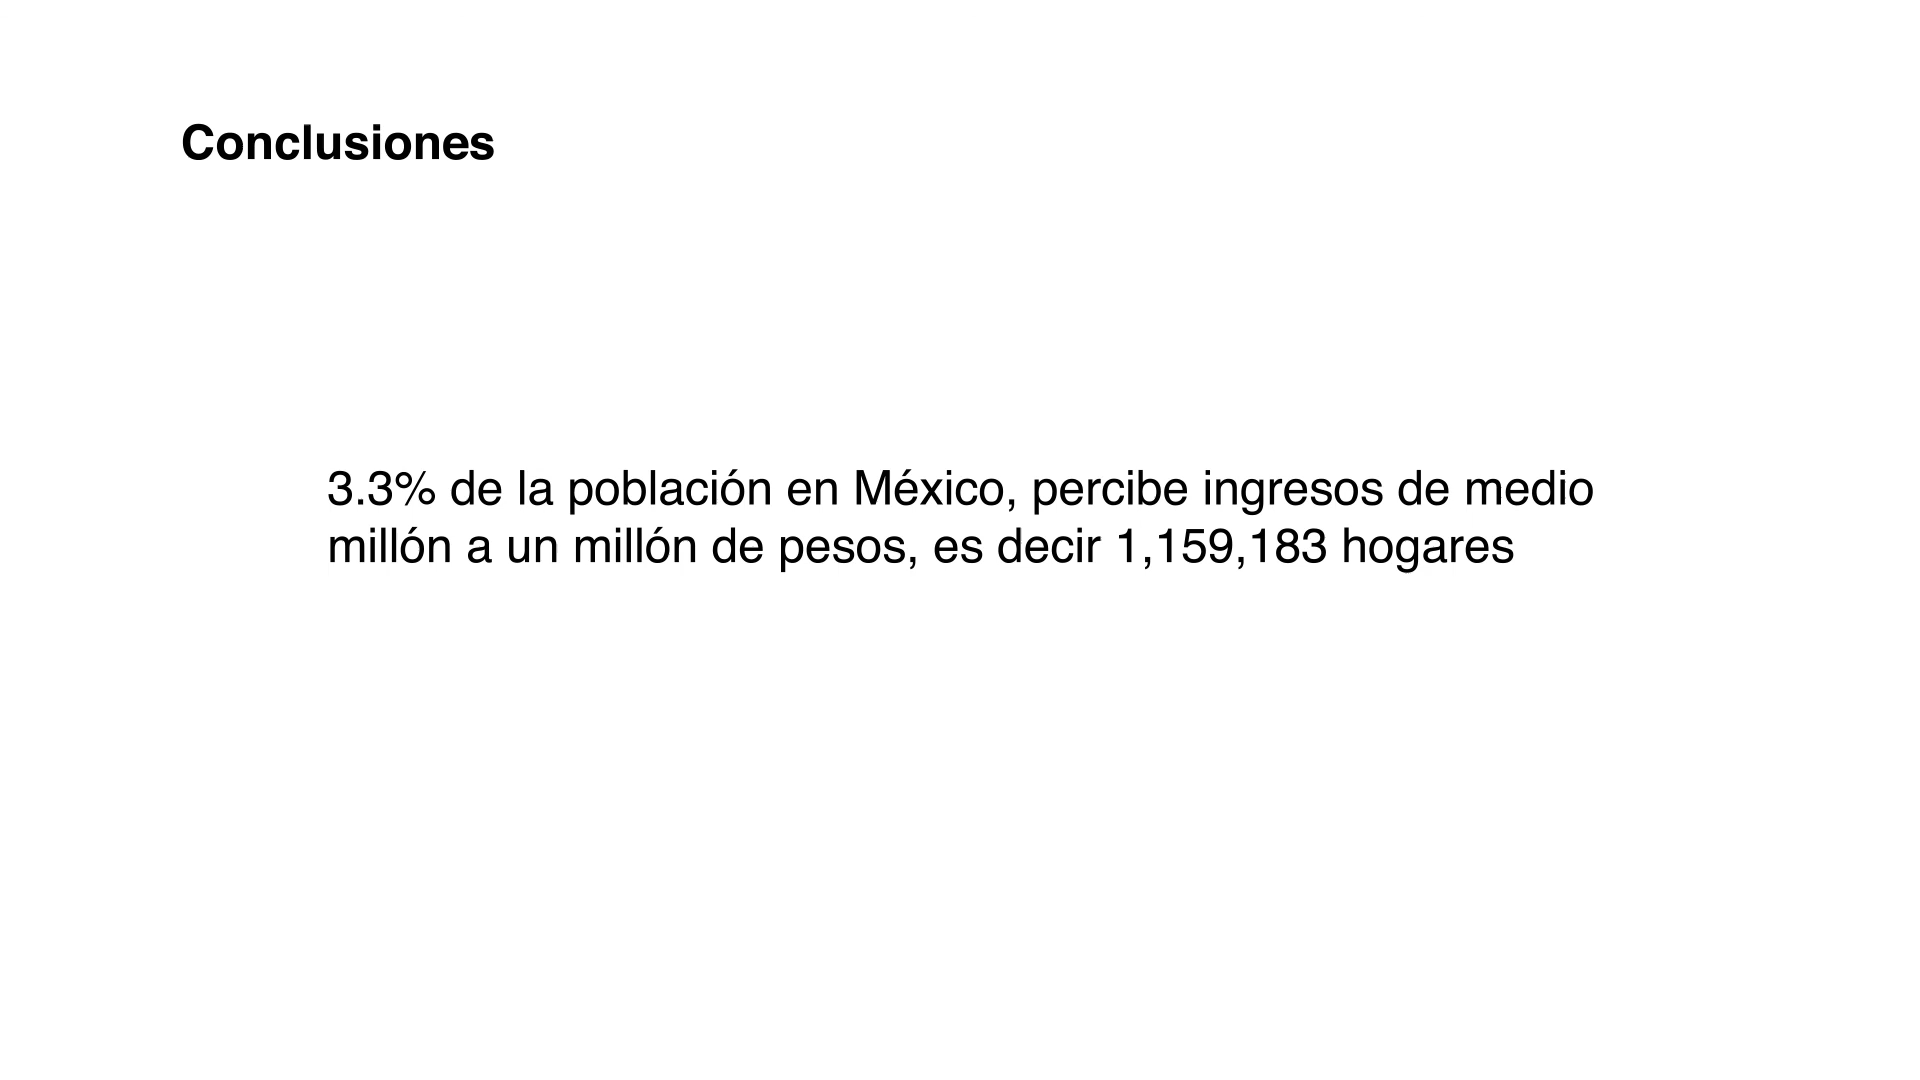 Conclusiones
3.3% de la población en México, percibe ingresos de medio
millón a un millón de pesos, es decir 1,159,183 hogares